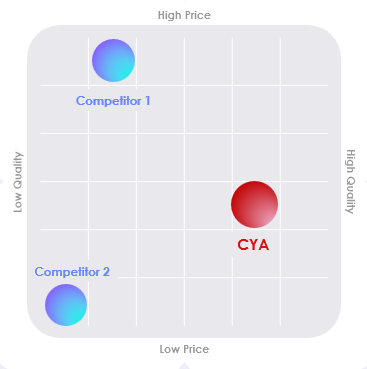 High Price
Competitor 1
Low Quality
High Quality
CYA
Competitor 2
Low Price